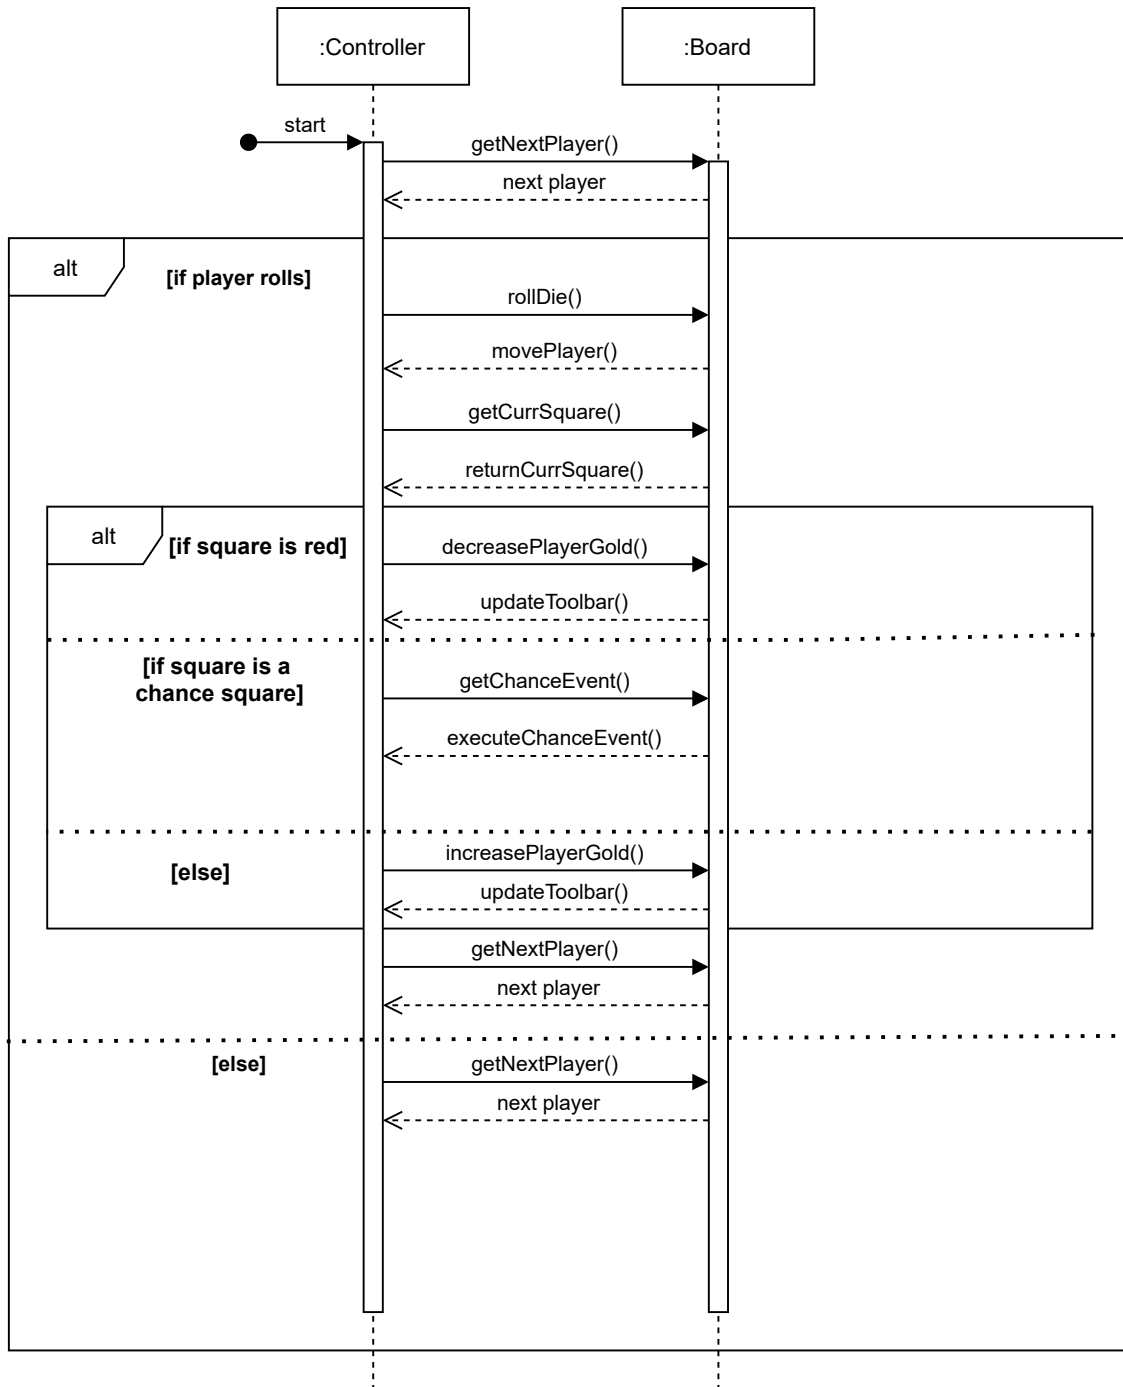 :Controller
:Board
start
getNextPlayer()
next player
alt
[if player rolls]
rollDie()
movePlayer()
getCurrSquare()
returnCurrSquare()
alt
[if square is red]
decreasePlayerGold()
updateToolbar()
[if square is a
chance square]
getChanceEvent()
executeChanceEvent()
increasePlayerGold()
[else]
updateToolbar()
getNextPlayer()
next player
[else]
getNextPlayer()
next player